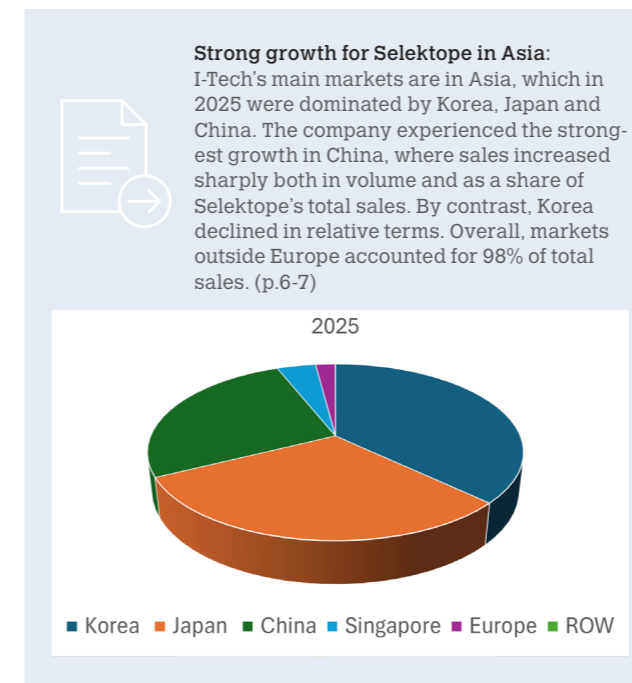 Strong growth for Selektope in Asia:
I-Tech's main markets are in Asia, which in
2025 were dominated by Korea, Japan and
China. The company experienced the strong-
est growth in China, where sales increased
sharply both in volume and as a share of
Selektope's total sales. By contrast, Korea
declined in relative terms. Overall, markets
outside Europe accounted for 98% of total
sales. (p.6-7)
2025
Korea Japan China Singapore Europe ROW